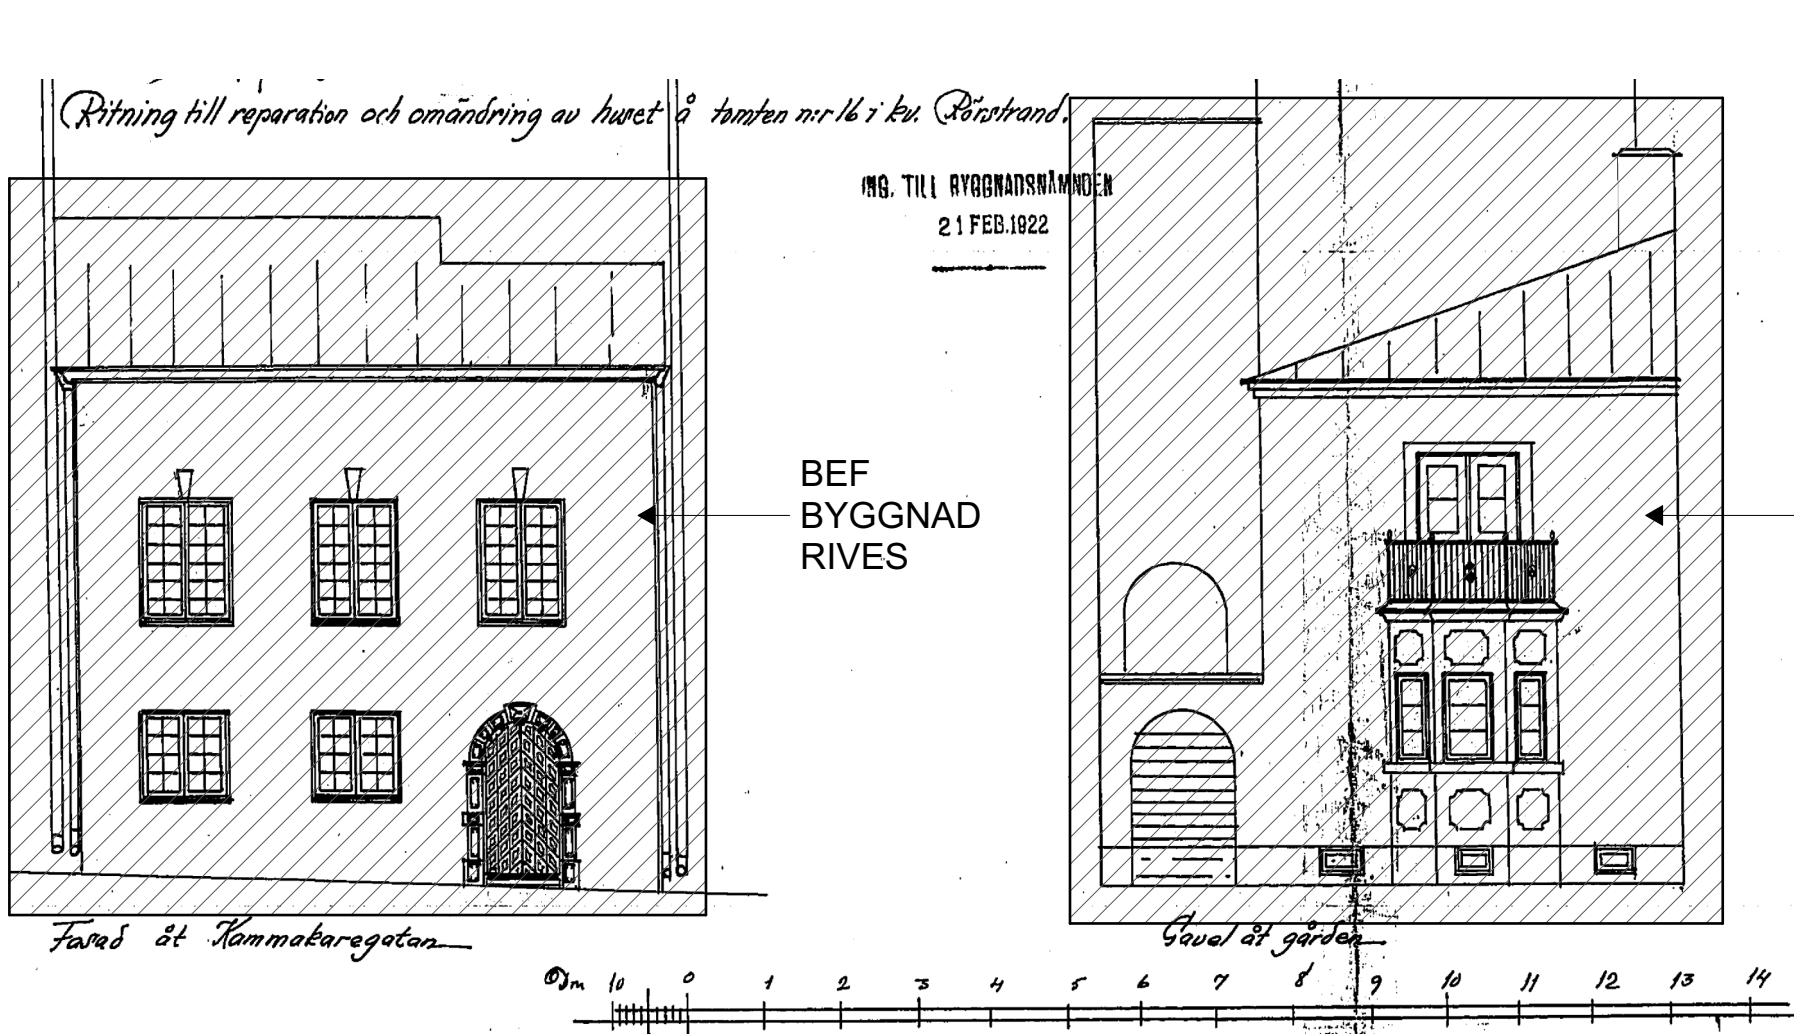 Ritning till reparation och omändring av huset å tomten n:r 16 i kv. Rörstrand.
ING. TILL BYGGNADSNÄMNDEN
21 FEB. 1922
BEF
BYGGNAD
RIVES
Fasad åt Kammakaregatan
Gavel åt gården
Dm 10 0 1 2 3 4 5 6 7 8 9 10 11 12 13 14